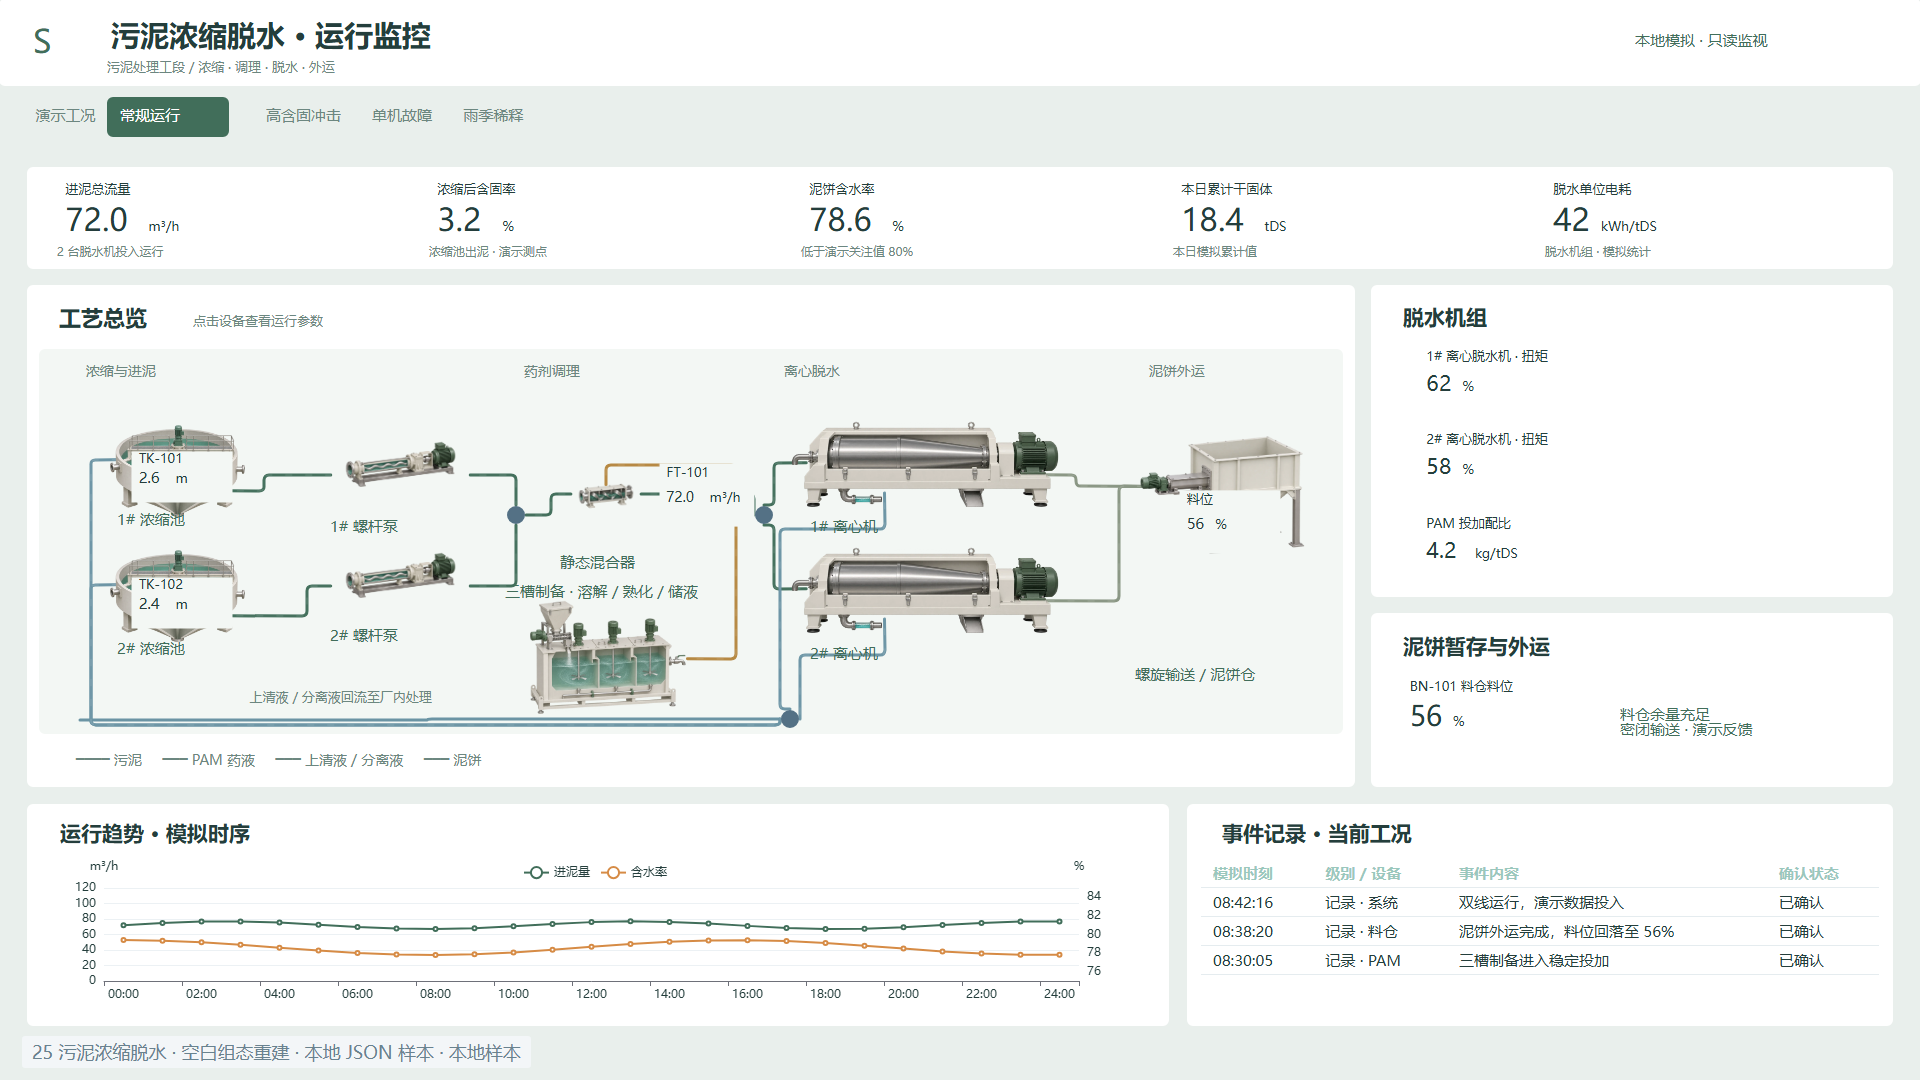 S
污泥浓缩脱水 • 运行监控
污泥处理工段 / 浓缩 · 调理 · 脱水 · 外运
本地模拟 · 只读监视
演示工况
常规运行
高含固冲击
单机故障
雨季稀释
进泥总流量
72.0 m³/h
2 台脱水机投入运行
浓缩后含固率
3.2 %
浓缩池出泥 · 演示测点
泥饼含水率
78.6 %
低于演示关注值 80%
本日累计干固体
18.4 tDS
本日模拟累计值
脱水单位电耗
42 kWh/tDS
脱水机组 · 模拟统计
工艺总览
点击设备查看运行参数
浓缩与进泥
药剂调理
离心脱水
泥饼外运
TK-101
2.6 m
1# 浓缩池
1# 螺杆泵
FT-101
72.0 m³/h
1# 离心机
料位
56 %
静态混合器
三槽制备 · 溶解 / 熟化 / 储液
TK-102
2.4 m
2# 浓缩池
2# 螺杆泵
2# 离心机
螺旋输送 / 泥饼仓
上清液 / 分离液回流至厂内处理
污泥
PAM 药液
上清液 / 分离液
泥饼
脱水机组
1# 离心脱水机 · 扭矩
62 %
2# 离心脱水机 · 扭矩
58 %
PAM 投加配比
4.2 kg/tDS
泥饼暂存与外运
BN-101 料仓料位
56 %
料仓余量充足
密闭输送 · 演示反馈
运行趋势 • 模拟时序
m³/h
进泥量
含水率
%
120
100
80
60
40
20
0
84
82
80
78
76
00:00 02:00 04:00 06:00 08:00 10:00 12:00 14:00 16:00 18:00 20:00 22:00 24:00
事件记录 • 当前工况
模拟时刻 级别 / 设备 事件内容 确认状态
08:42:16 记录 · 系统 双线运行，演示数据投入 已确认
08:38:20 记录 · 料仓 泥饼外运完成，料位回落至 56% 已确认
08:30:05 记录 · PAM 三槽制备进入稳定投加 已确认
25 污泥浓缩脱水 · 空白组态重建 · 本地 JSON 样本 · 本地样本